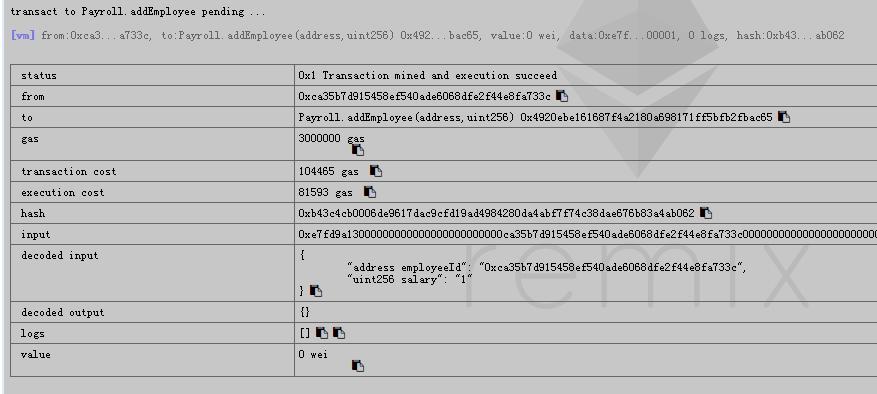 transact to Payroll.addEmployee pending ...
[vm] from:0xca3...a733c, to:Payroll.addEmployee(address,uint256) 0x492...bac65, value:0 wei, data:0xe7f...00001, 0 logs, hash:0xb43...ab062
status 0x1 Transaction mined and execution succeed
from 0xca35b7d915458ef540ade6068dfe2f44e8fa733c
to Payroll.addEmployee(address,uint256) 0x4920ebe161687f4a2180a698171ff5bfb2fbac65
gas 3000000 gas
transaction cost 104465 gas
execution cost 81593 gas
hash 0xb43c4cb0006de9617dac9cfd19ad4984280da4abf7f74c38dae676b83a4ab062
input 0xe7fd9a13000000000000000000000000ca35b7d915458ef540ade6068dfe2f44e8fa733c0000000000000000000000
decoded input {
"address employeeId": "0xca35b7d915458ef540ade6068dfe2f44e8fa733c",
"uint256 salary": "1"
}
decoded output {}
logs []
value 0 wei
remix